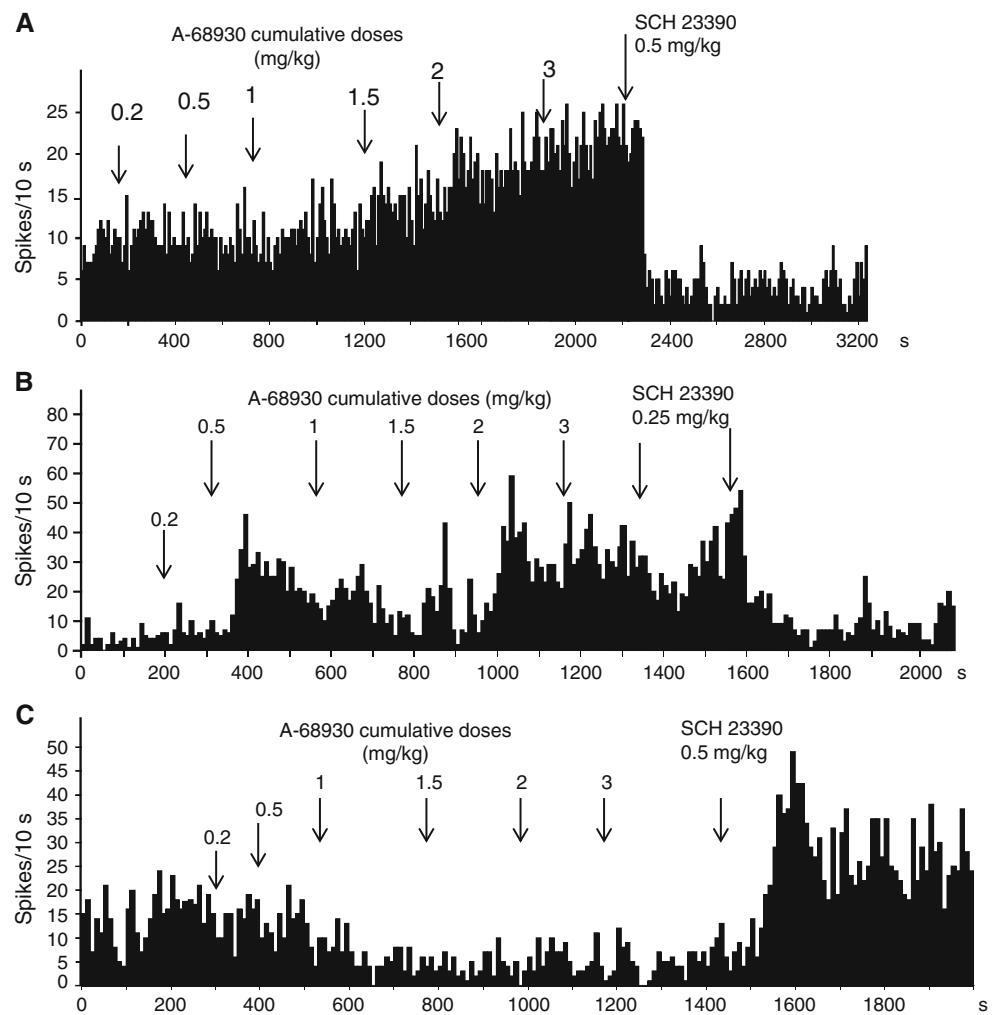 A
A-68930 cumulative doses
(mg/kg)
SCH 23390
0.5 mg/kg
0.2
0.5
1
1.5
2
3
Spikes/10 s
25
20
15
10
5
0
0 400 800 1200 1600 2000 2400 2800 3200 s
B
A-68930 cumulative doses (mg/kg)
SCH 23390
0.25 mg/kg
0.2
0.5 1 1.5 2 3
Spikes/10 s
80
70
60
50
40
30
20
10
0
0 200 400 600 800 1000 1200 1400 1600 1800 2000 s
C
A-68930 cumulative doses
(mg/kg)
SCH 23390
0.5 mg/kg
0.2
0.5
1 1.5 2 3
Spikes/10 s
50
45
40
35
30
25
20
15
10
5
0
0 200 400 600 800 1000 1200 1400 1600 1800 s